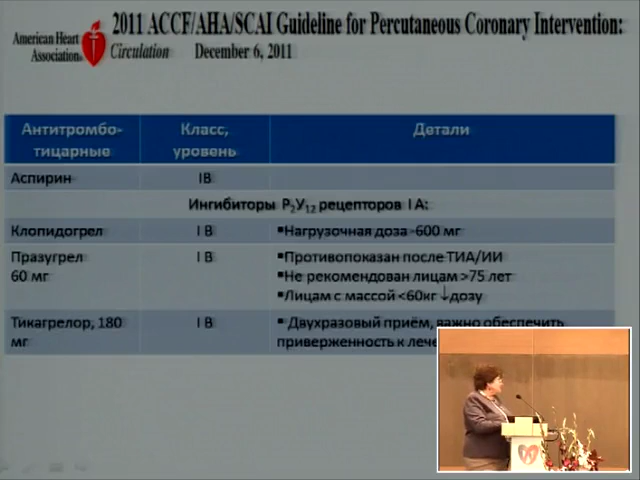 2011 ACCF/AHA/SCAI Guideline for Percutaneous Coronary Intervention:
American Heart
Association®
Circulation December 6, 2011
Антитромбо-
тицарные
Класс,
уровень
Детали
Аспирин
IB
Ингибиторы P2У12 рецепторов I A:
Клопидогрел
I B
▪Нагрузочная доза -600 мг
Празугрел
60 мг
I B
▪Противопоказан после ТИА/ИИ
▪Не рекомендован лицам >75 лет
▪Лицам с массой <60кг ↓дозу
Тикагрелор, 180
мг
I B
▪ Двухразовый приём, важно обеспечить
приверженность к лече